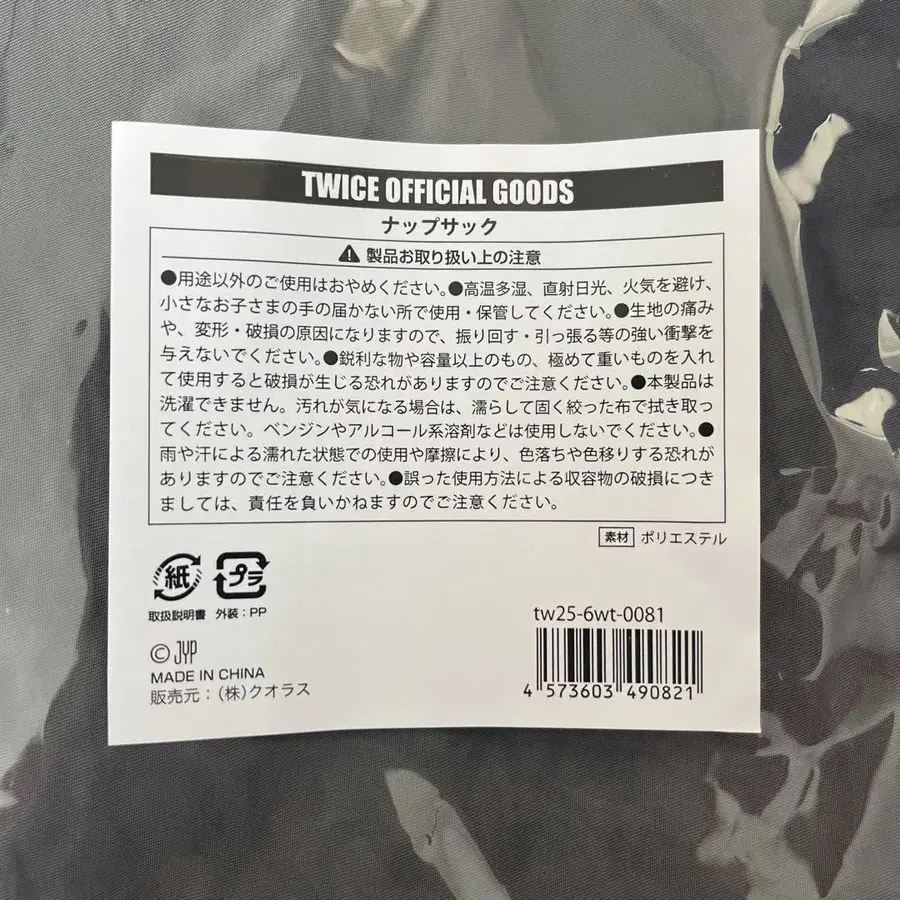 TWICE OFFICIAL GOODS
ナップサック
製品お取り扱い上の注意
●用途以外のご使用はおやめください。●高温多湿、直射日光、火気を避け、
小さなお子さまの手の届かない所で使用・保管してください。●生地の痛み
や、変形・破損の原因になりますので、振り回す・引っ張る等の強い衝撃を
与えないでください。●鋭利な物や容量以上のもの、極めて重いものを入れ
て使用すると破損が生じる恐れがありますのでご注意ください。●本製品は
洗濯できません。汚れが気になる場合は、濡らして固く絞った布で拭き取っ
てください。ベンジンやアルコール系溶剤などは使用しないでください。●
雨や汗による濡れた状態での使用や摩擦により、色落ちや色移りする恐れが
ありますのでご注意ください。●誤った使用方法による収容物の破損につき
ましては、責任を負いかねますのでご注意ください。
素材 ポリエステル
紙 プラ
取扱説明書 外装：PP
tw25-6wt-0081
© JYP
MADE IN CHINA
販売元：(株)クオラス
4 573603 490821